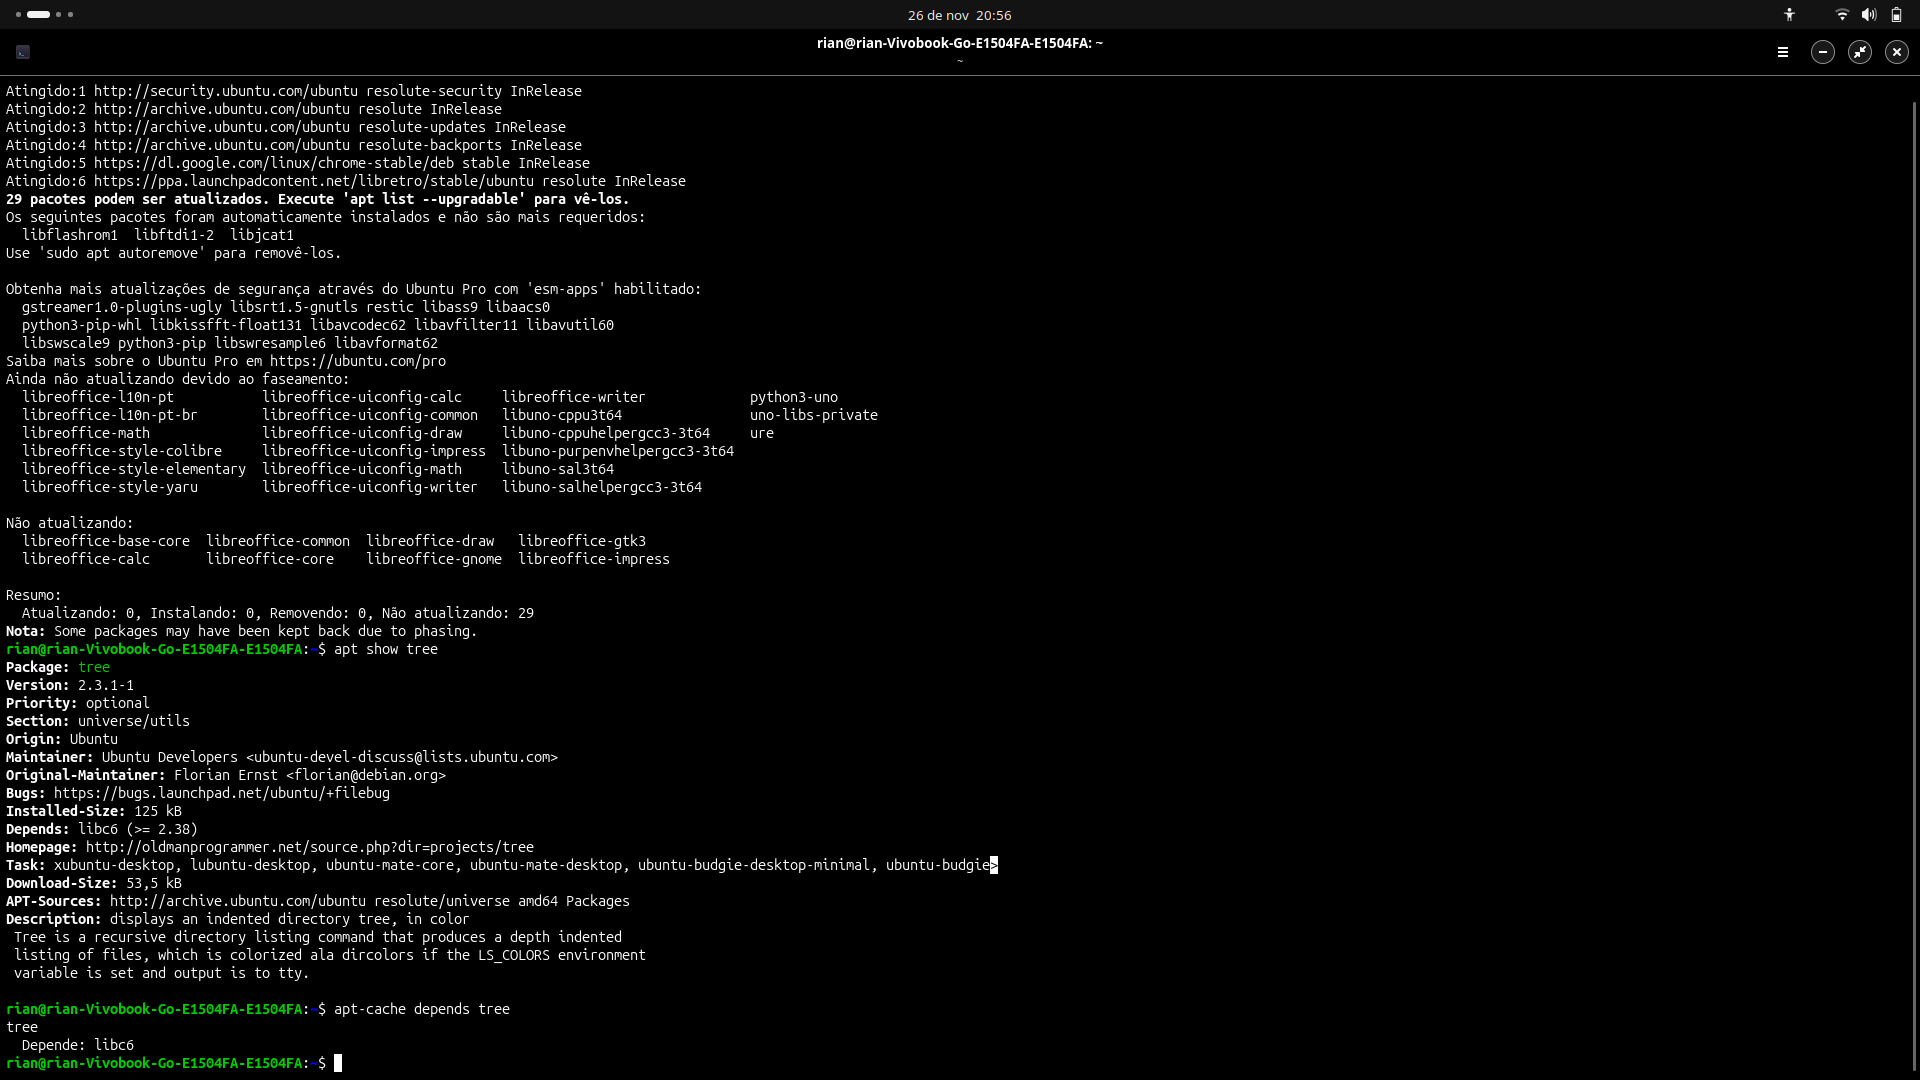 26 de nov  20:56
rian@rian-Vivobook-Go-E1504FA-E1504FA: ~
~
Atingido:1 http://security.ubuntu.com/ubuntu resolute-security InRelease
Atingido:2 http://archive.ubuntu.com/ubuntu resolute InRelease
Atingido:3 http://archive.ubuntu.com/ubuntu resolute-updates InRelease
Atingido:4 http://archive.ubuntu.com/ubuntu resolute-backports InRelease
Atingido:5 https://dl.google.com/linux/chrome-stable/deb stable InRelease
Atingido:6 https://ppa.launchpadcontent.net/libretro/stable/ubuntu resolute InRelease
29 pacotes podem ser atualizados. Execute 'apt list --upgradable' para vê-los.
Os seguintes pacotes foram automaticamente instalados e não são mais requeridos:
  libflashrom1  libftdi1-2  libjcat1
Use 'sudo apt autoremove' para removê-los.

Obtenha mais atualizações de segurança através do Ubuntu Pro com 'esm-apps' habilitado:
  gstreamer1.0-plugins-ugly libsrt1.5-gnutls restic libass9 libaacs0
  python3-pip-whl libkissfft-float131 libavcodec62 libavfilter11 libavutil60
  libswscale9 python3-pip libswresample6 libavformat62
Saiba mais sobre o Ubuntu Pro em https://ubuntu.com/pro
Ainda não atualizando devido ao faseamento:
  libreoffice-l10n-pt           libreoffice-uiconfig-calc     libreoffice-writer             python3-uno
  libreoffice-l10n-pt-br        libreoffice-uiconfig-common   libuno-cppu3t64                uno-libs-private
  libreoffice-math              libreoffice-uiconfig-draw     libuno-cppuhelpergcc3-3t64     ure
  libreoffice-style-colibre     libreoffice-uiconfig-impress  libuno-purpenvhelpergcc3-3t64
  libreoffice-style-elementary  libreoffice-uiconfig-math     libuno-sal3t64
  libreoffice-style-yaru        libreoffice-uiconfig-writer   libuno-salhelpergcc3-3t64

Não atualizando:
  libreoffice-base-core  libreoffice-common  libreoffice-draw   libreoffice-gtk3
  libreoffice-calc       libreoffice-core    libreoffice-gnome  libreoffice-impress

Resumo:
  Atualizando: 0, Instalando: 0, Removendo: 0, Não atualizando: 29
Nota: Some packages may have been kept back due to phasing.
rian@rian-Vivobook-Go-E1504FA-E1504FA:~$ apt show tree
Package: tree
Version: 2.3.1-1
Priority: optional
Section: universe/utils
Origin: Ubuntu
Maintainer: Ubuntu Developers <ubuntu-devel-discuss@lists.ubuntu.com>
Original-Maintainer: Florian Ernst <florian@debian.org>
Bugs: https://bugs.launchpad.net/ubuntu/+filebug
Installed-Size: 125 kB
Depends: libc6 (>= 2.38)
Homepage: http://oldmanprogrammer.net/source.php?dir=projects/tree
Task: xubuntu-desktop, lubuntu-desktop, ubuntu-mate-core, ubuntu-mate-desktop, ubuntu-budgie-desktop-minimal, ubuntu-budgie>
Download-Size: 53,5 kB
APT-Sources: http://archive.ubuntu.com/ubuntu resolute/universe amd64 Packages
Description: displays an indented directory tree, in color
 Tree is a recursive directory listing command that produces a depth indented
 listing of files, which is colorized ala dircolors if the LS_COLORS environment
 variable is set and output is to tty.

rian@rian-Vivobook-Go-E1504FA-E1504FA:~$ apt-cache depends tree
tree
  Depende: libc6
rian@rian-Vivobook-Go-E1504FA-E1504FA:~$